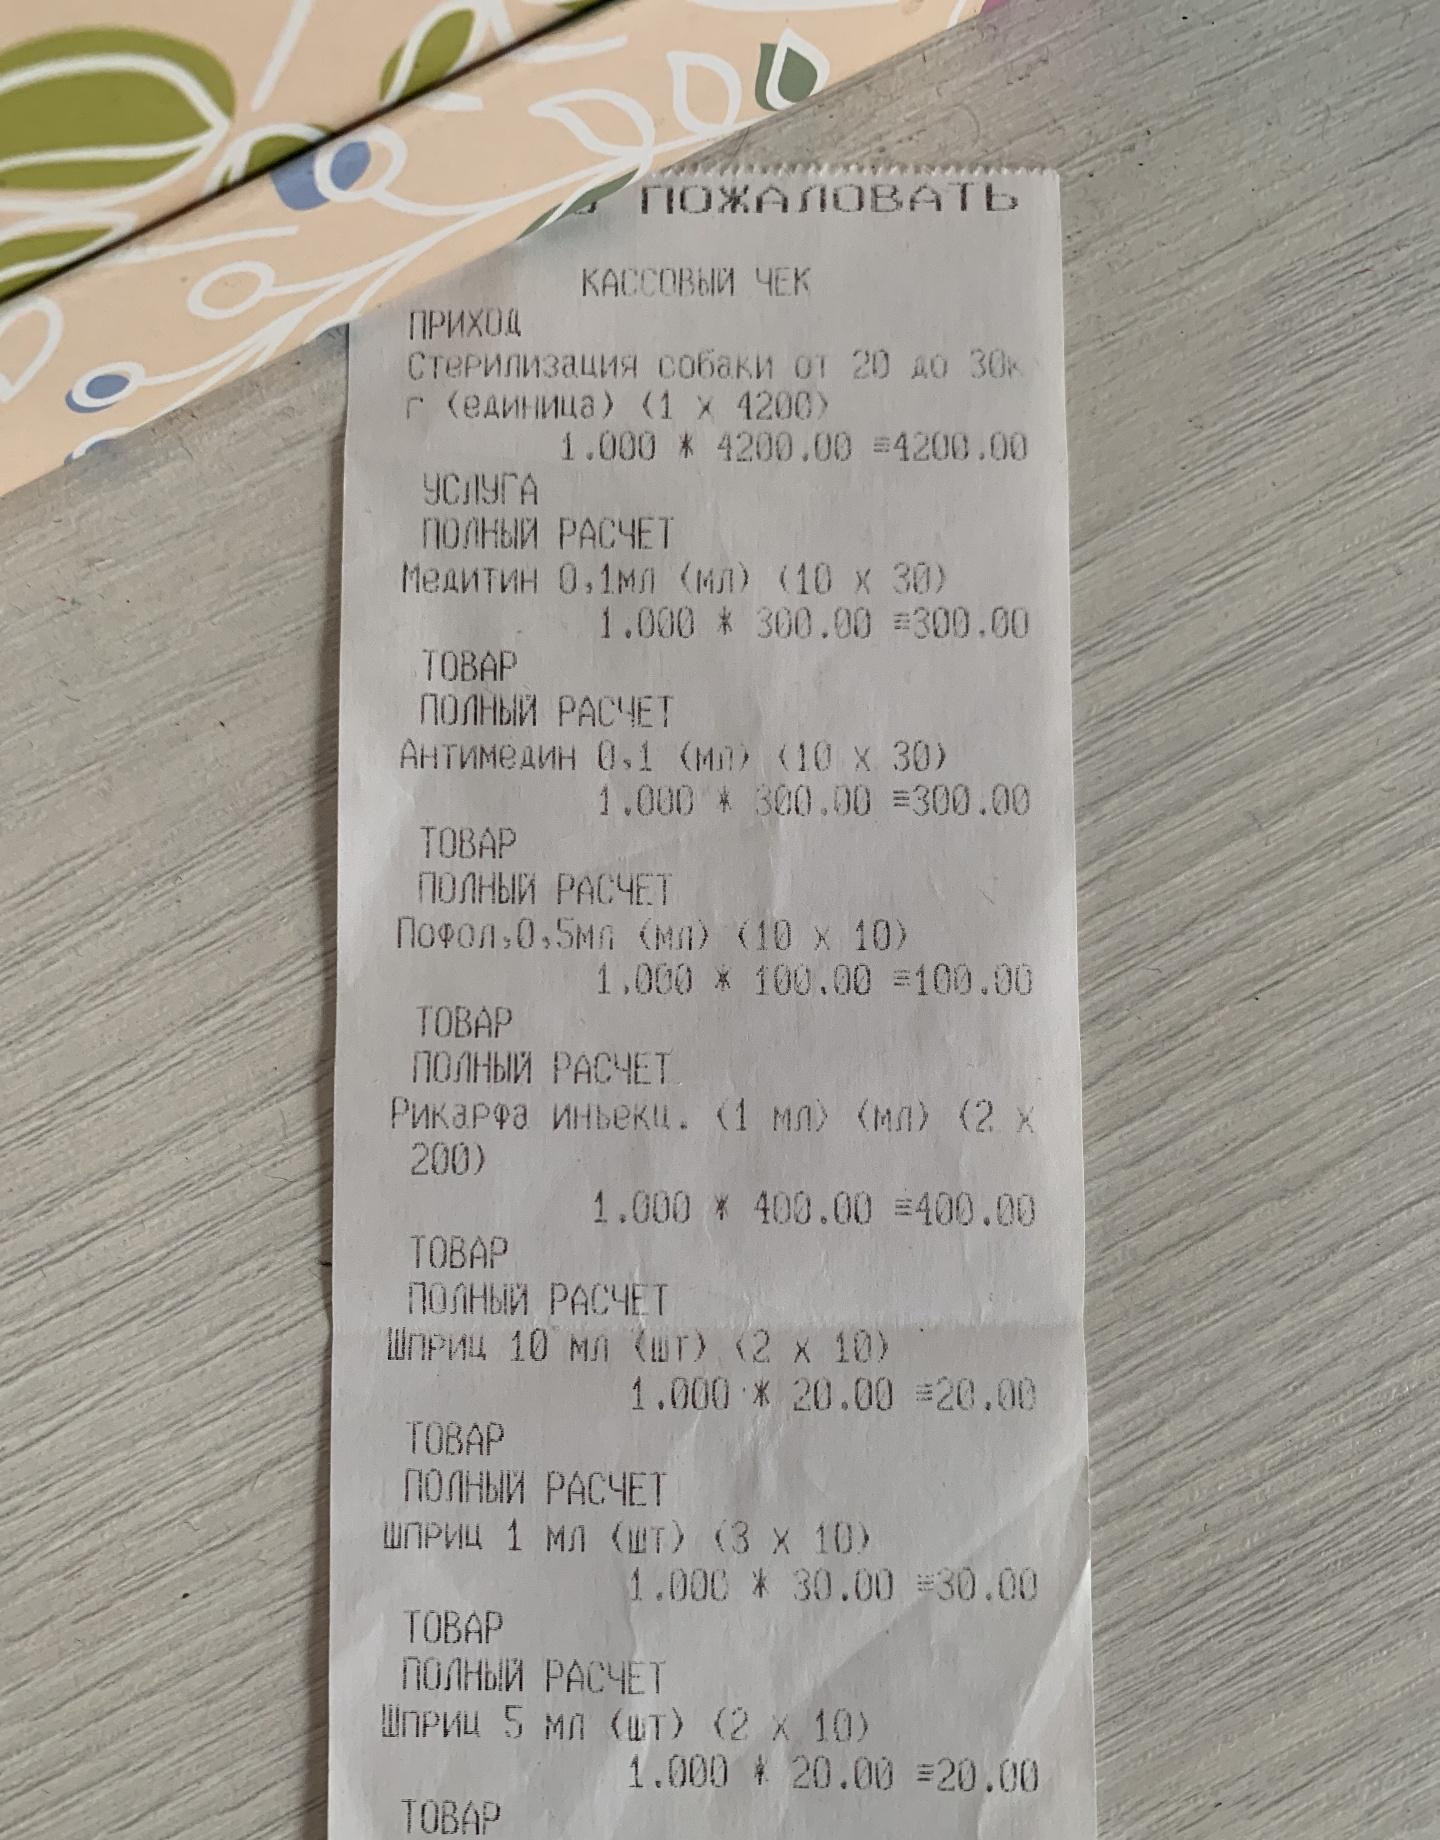 ПОЖАЛОВАТЬ
КАССОВЫЙ ЧЕК
ПРИХОД
Стерилизация собаки от 20 до 30к
г (единица) (1 x 4200)
1.000 * 4200.00 ≡4200.00
УСЛУГА
ПОЛНЫЙ РАСЧЕТ
Медитин 0,1мл (мл) (10 x 30)
1.000 * 300.00 ≡300.00
ТОВАР
ПОЛНЫЙ РАСЧЕТ
Антимедин 0,1 (мл) (10 x 30)
1.000 * 300.00 ≡300.00
ТОВАР
ПОЛНЫЙ РАСЧЕТ
Пофол,0,5мл (мл) (10 x 10)
1.000 * 100.00 ≡100.00
ТОВАР
ПОЛНЫЙ РАСЧЕТ
Рикарфа иньекц. (1 мл) (мл) (2 x
200)
1.000 * 400.00 ≡400.00
ТОВАР
ПОЛНЫЙ РАСЧЕТ
Шприц 10 мл (шт) (2 x 10)
1.000 * 20.00 ≡20.00
ТОВАР
ПОЛНЫЙ РАСЧЕТ
шприц 1 мл (шт) (3 x 10)
1.000 * 30.00 ≡30.00
ТОВАР
ПОЛНЫЙ РАСЧЕТ
Шприц 5 мл (шт) (2 x 10)
1.000 * 20.00 ≡20.00
ТОВАР